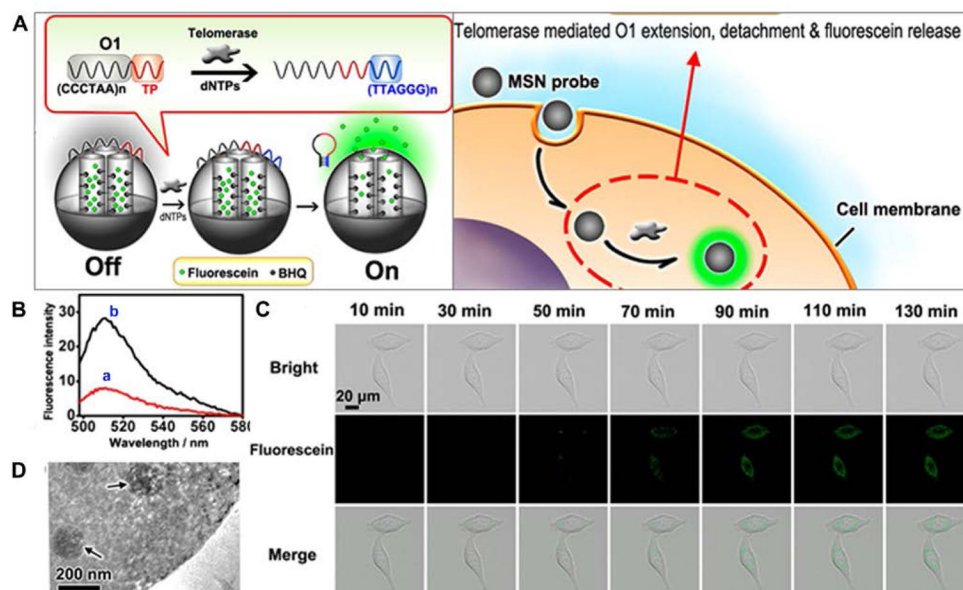 A
O1
Telomerase
dNTPs
(CCCTAA)n
TP
(TTAGGG)n
dNTPs
Off
On
Fluorescein
BHQ
Telomerase mediated O1 extension, detachment & fluorescein release
MSN probe
Cell membrane
B
Fluorescence intensity
30
20
10
0
b
a
500
520
540
560
580
Wavelength / nm
C
10 min
30 min
50 min
70 min
90 min
110 min
130 min
Bright
20 µm
Fluorescein
Merge
D
200 nm